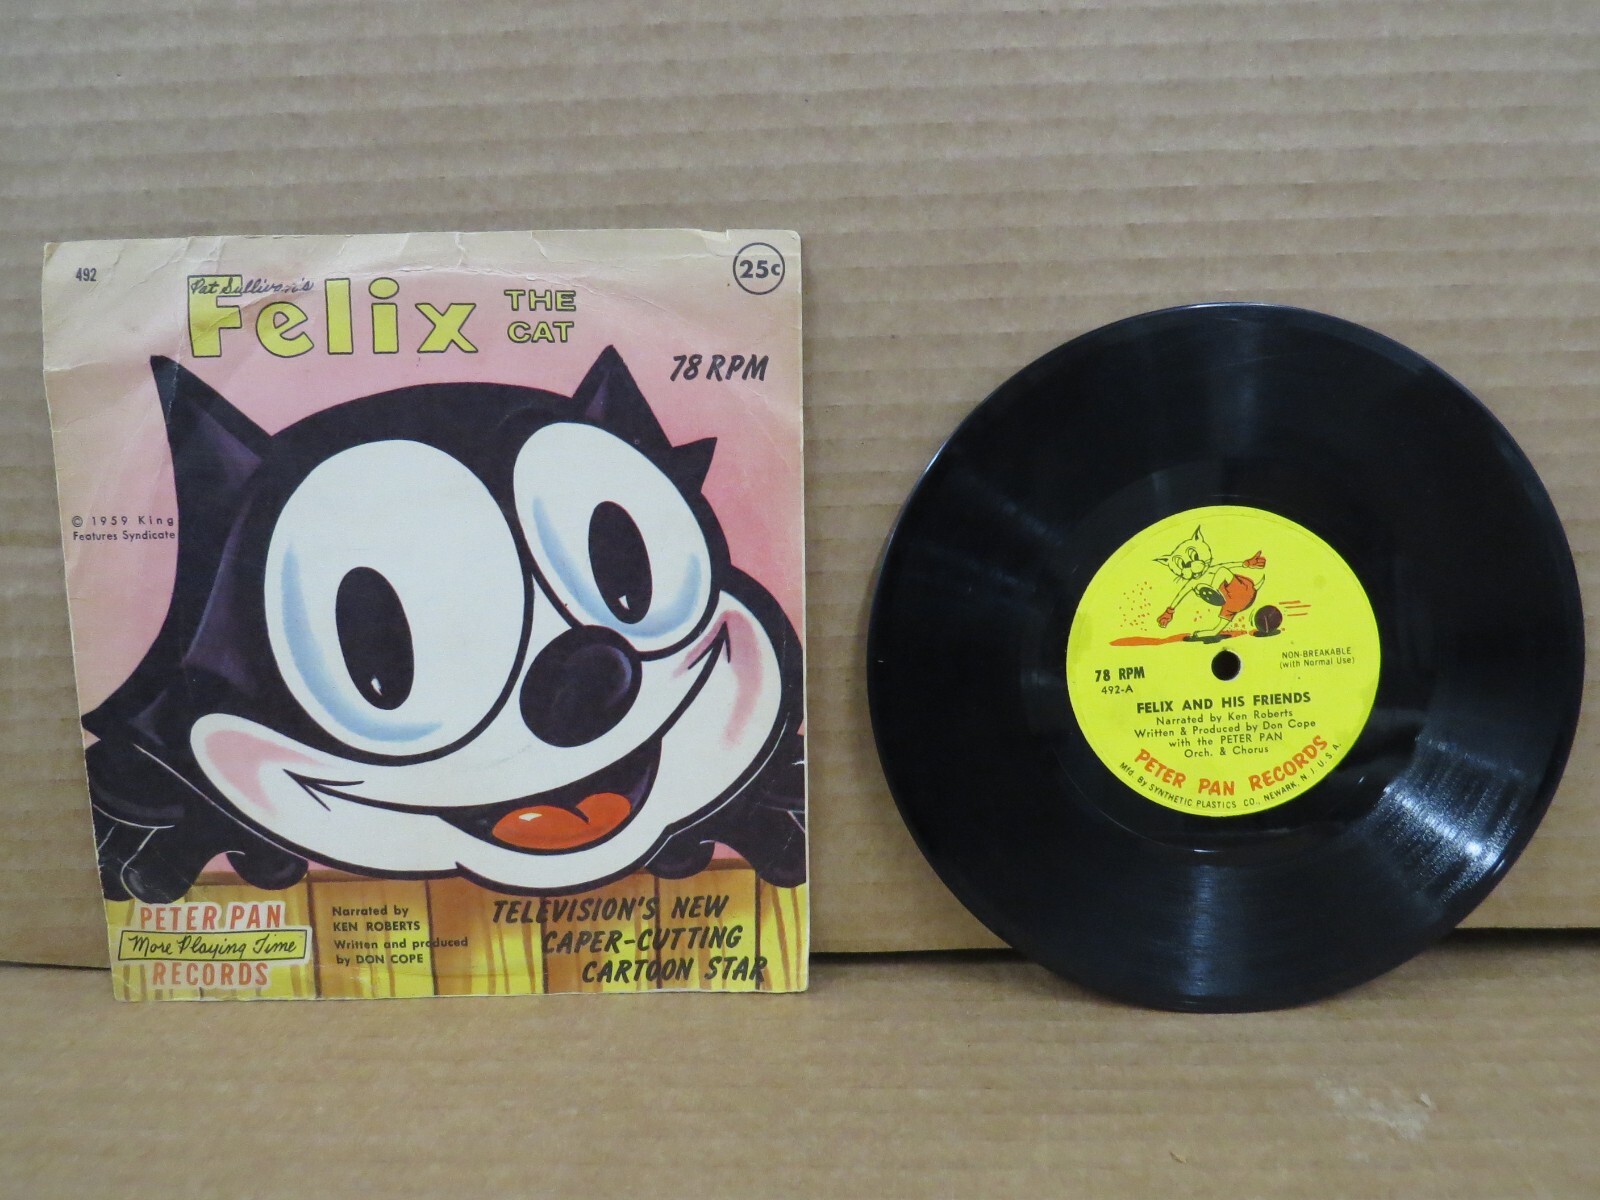 492
Pat Sullivan's
Felix THE CAT
25c
78 RPM
© 1959 King
Features Syndicate
PETER PAN
More Playing Time
RECORDS
Narrated by
KEN ROBERTS
Written and produced
by DON COPE
TELEVISION'S NEW
CAPER-CUTTING
CARTOON STAR
NON-BREAKABLE
(with Normal Use)
78 RPM
492-A
FELIX AND HIS FRIENDS
Narrated by Ken Roberts
Written & Produced by Don Cope
with the PETER PAN
Orch. & Chorus
PETER PAN RECORDS
Mfd. By SYNTHETIC PLASTICS CO., NEWARK, N. J. U. S. A.